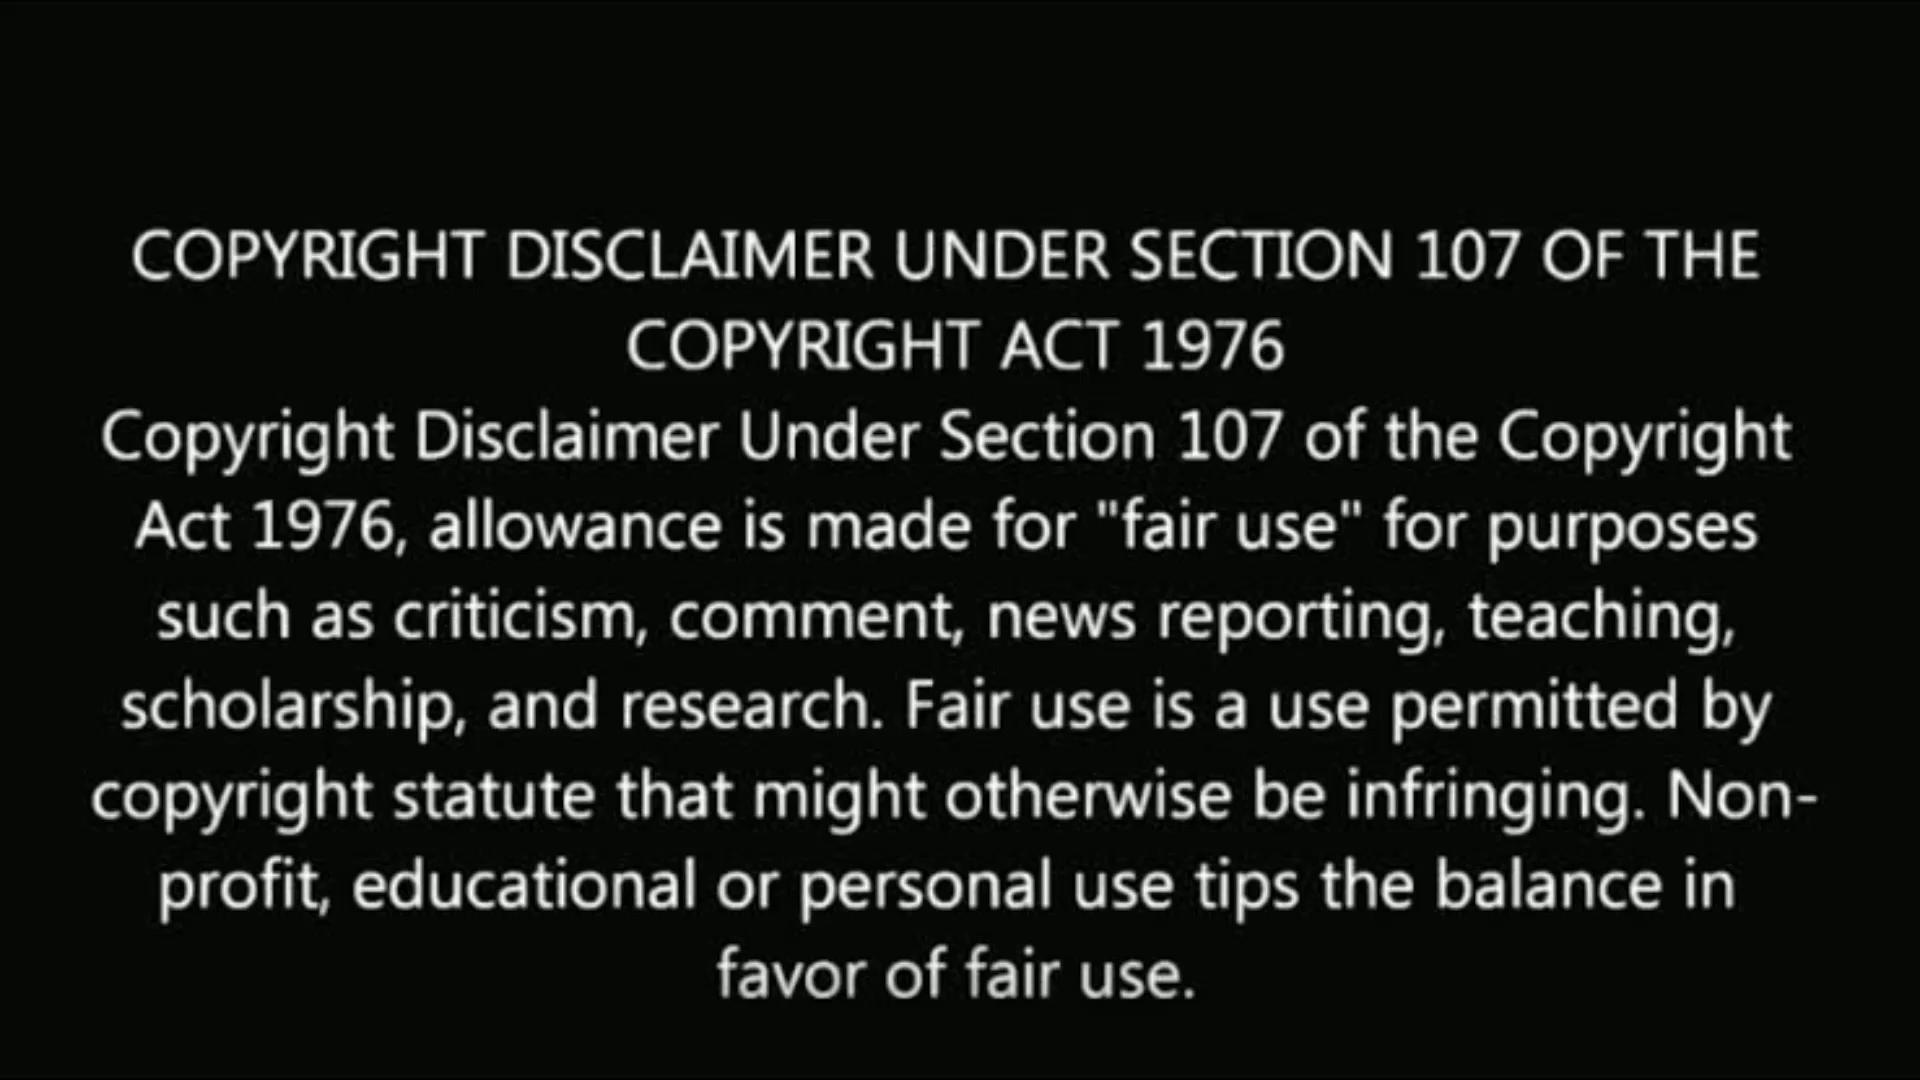 COPYRIGHT DISCLAIMER UNDER SECTION 107 OF THE
COPYRIGHT ACT 1976
Copyright Disclaimer Under Section 107 of the Copyright
Act 1976, allowance is made for "fair use" for purposes
such as criticism, comment, news reporting, teaching,
scholarship, and research. Fair use is a use permitted by
copyright statute that might otherwise be infringing. Non-
profit, educational or personal use tips the balance in
favor of fair use.